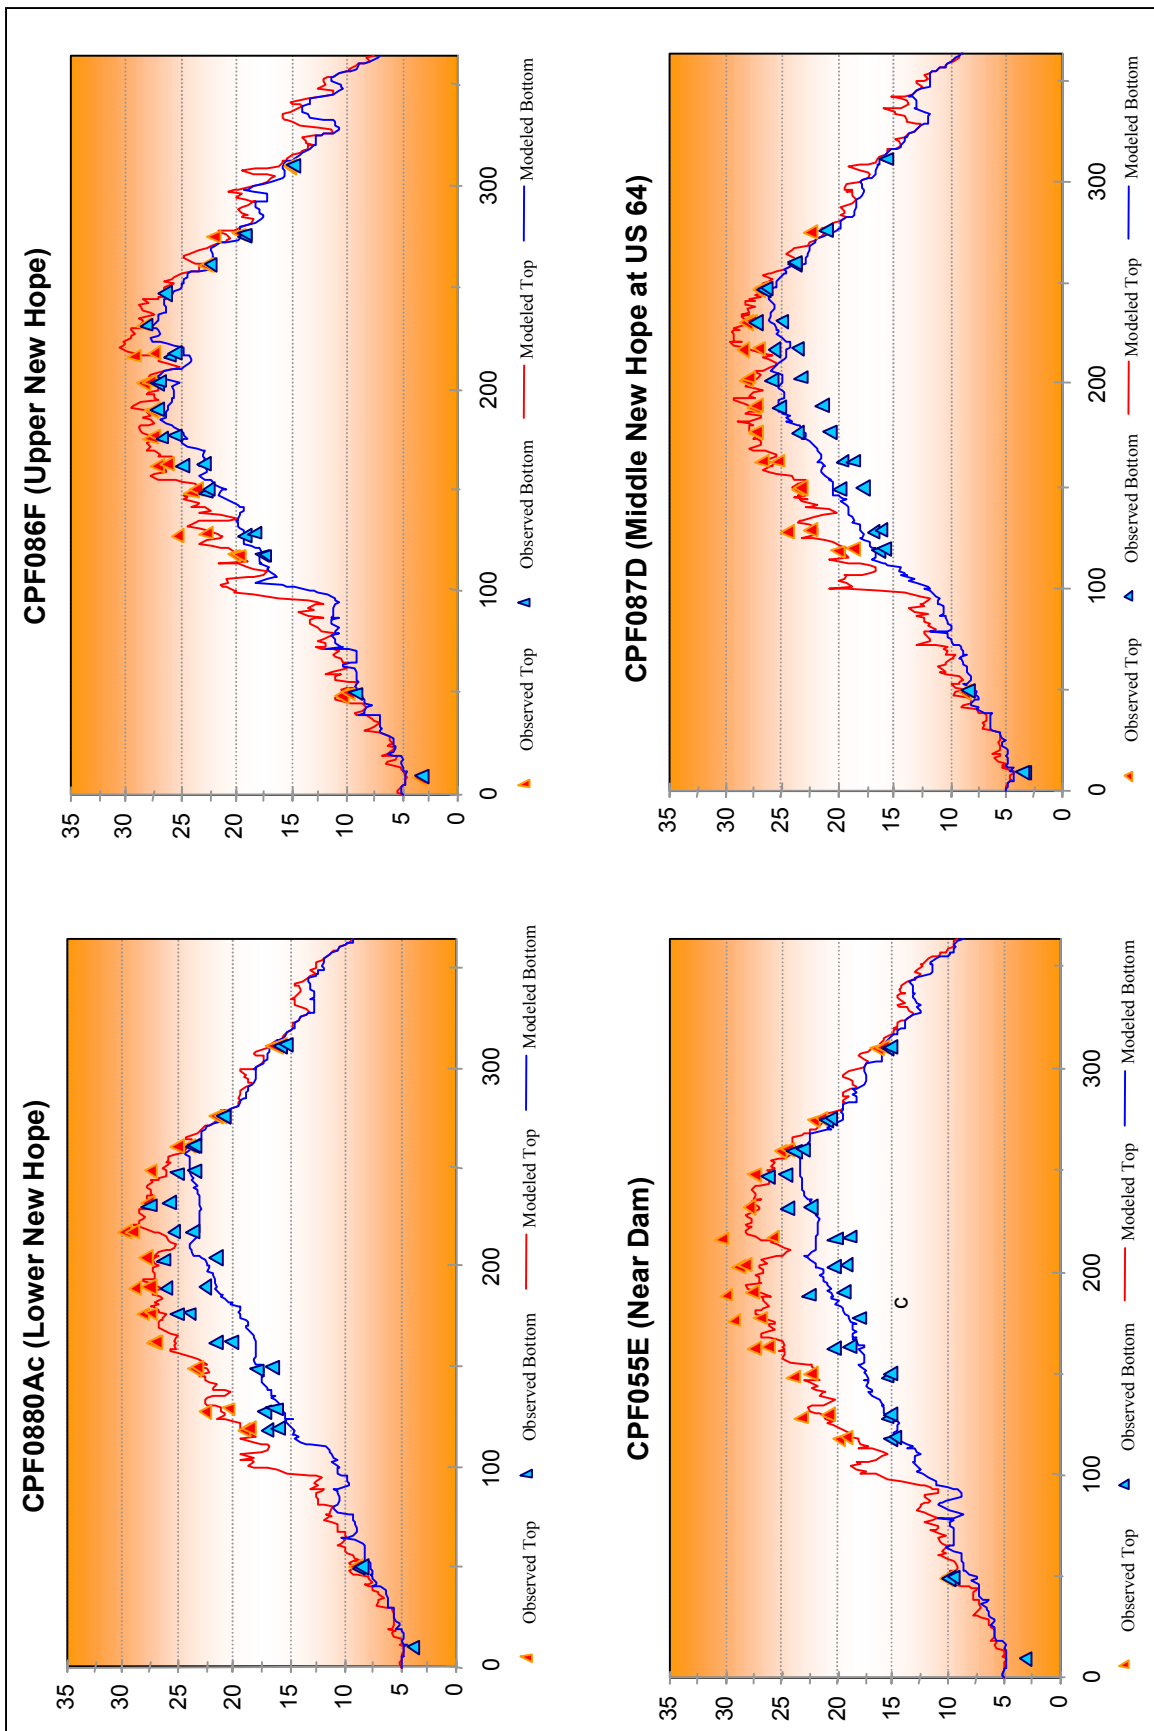 CPF0880Ac (Lower New Hope)
35
30
25
20
15
10
5
0
0 100 200 300
Observed Top Observed Bottom Modeled Top Modeled Bottom
CPF086F (Upper New Hope)
35
30
25
20
15
10
5
0
0 100 200 300
Observed Top Observed Bottom Modeled Top Modeled Bottom
CPF055E (Near Dam)
35
30
25
20
15
10
5
0
c
0 100 200 300
Observed Top Observed Bottom Modeled Top Modeled Bottom
CPF087D (Middle New Hope at US 64)
35
30
25
20
15
10
5
0
0 100 200 300
Observed Top Observed Bottom Modeled Top Modeled Bottom